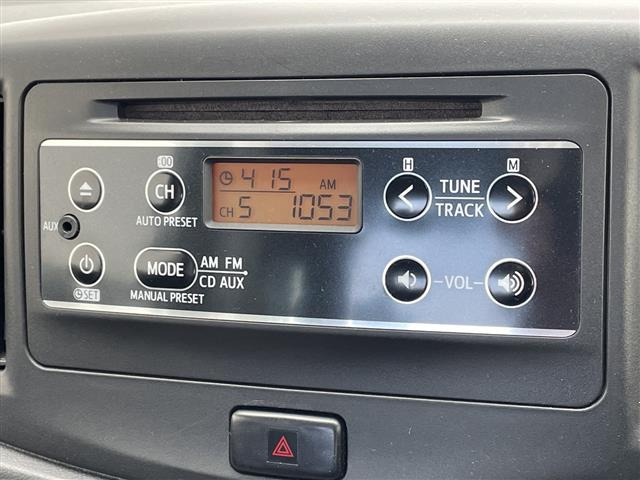 :00
CH
AUTO PRESET
4:15 AM
CH 5 1053
H
M
TUNE
TRACK
AUX
SET
MODE
AM FM
CD AUX
MANUAL PRESET
VOL